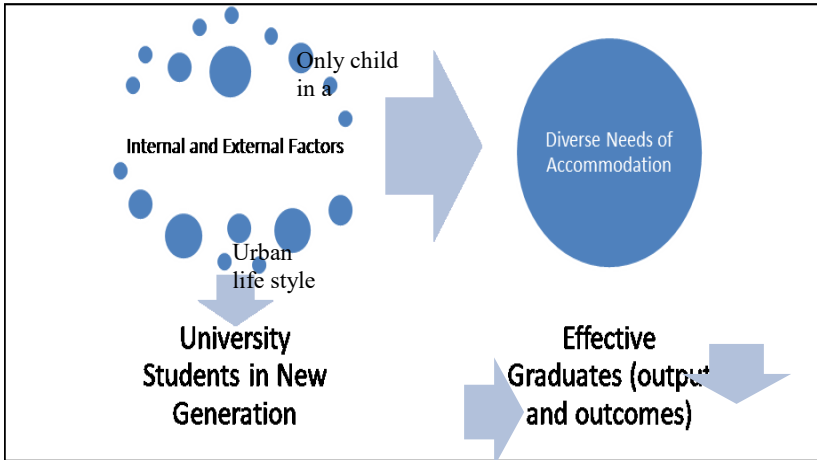 Only child
in a
Internal and External Factors
Diverse Needs of
Accommodation
Urban
life style
University
Students in New
Generation
Effective
Graduates (output
and outcomes)